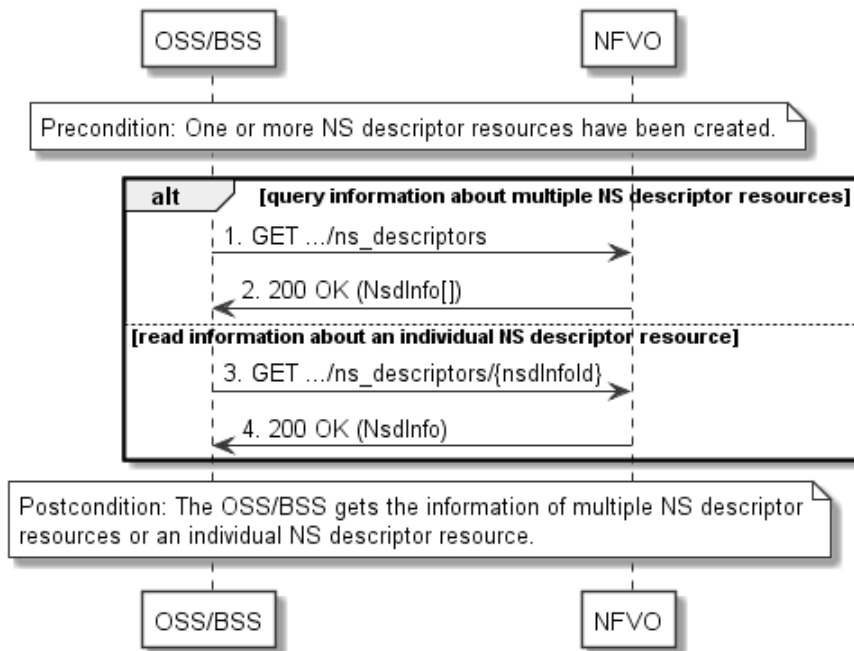 OSS/BSS
NFVO
Precondition: One or more NS descriptor resources have been created.
alt
[query information about multiple NS descriptor resources]
1. GET .../ns_descriptors
2. 200 OK (NsdInfo[])
[read information about an individual NS descriptor resource]
3. GET .../ns_descriptors/{nsdInfoId}
4. 200 OK (NsdInfo)
Postcondition: The OSS/BSS gets the information of multiple NS descriptor
resources or an individual NS descriptor resource.
OSS/BSS
NFVO